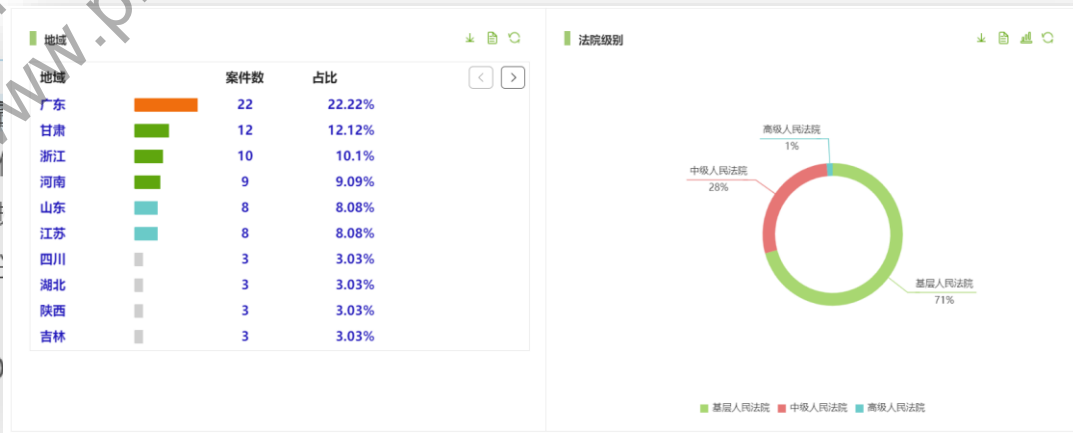 地域
地域 案件数 占比
广东 22 22.22%
甘肃 12 12.12%
浙江 10 10.1%
河南 9 9.09%
山东 8 8.08%
江苏 8 8.08%
四川 3 3.03%
湖北 3 3.03%
陕西 3 3.03%
吉林 3 3.03%
法院级别
高级人民法院
1%
中级人民法院
28%
基层人民法院
71%
基层人民法院 中级人民法院 高级人民法院
www.p